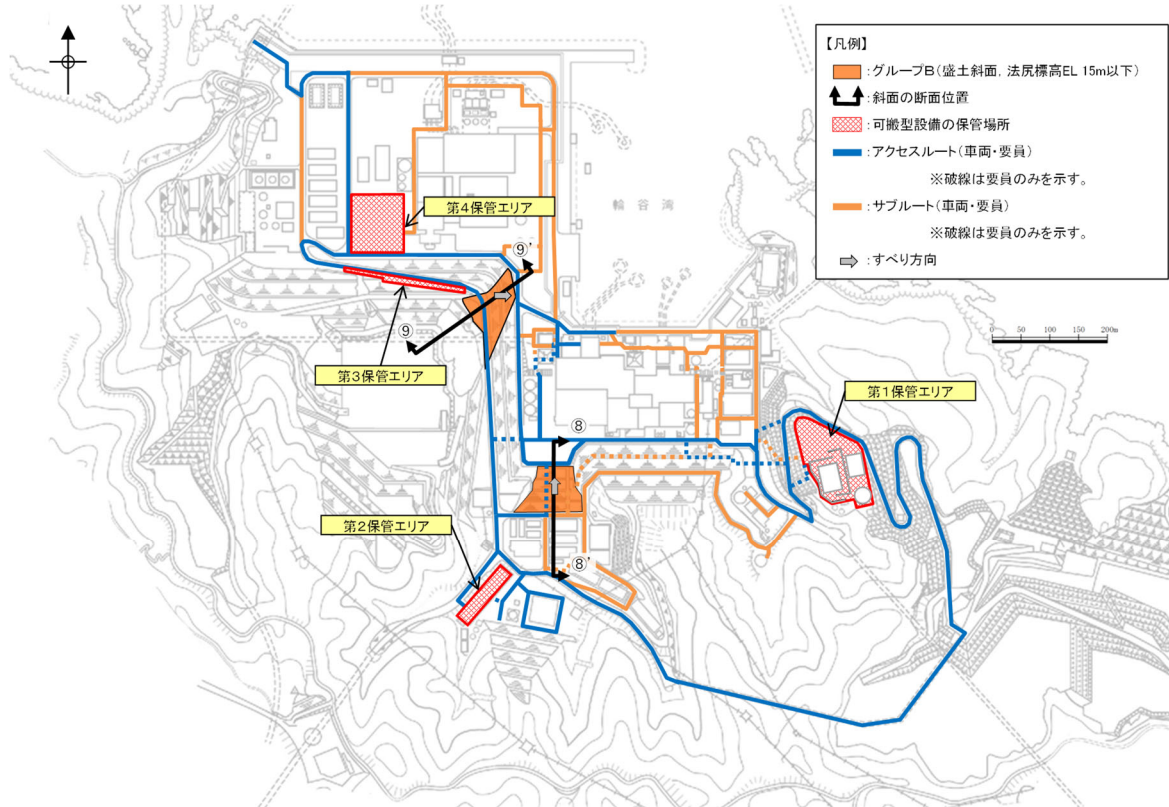 【凡例】
:グループB(盛土斜面，法尻標高EL 15m以下)
:斜面の断面位置
:可搬型設備の保管場所
:アクセスルート(車両・要員)
※破線は要員のみを示す。
:サブルート(車両・要員)
※破線は要員のみを示す。
:すべり方向
第4保管エリア
輪谷湾
⑨'
0 50 100 200m
⑨
第3保管エリア
第1保管エリア
⑧
第2保管エリア
⑧'